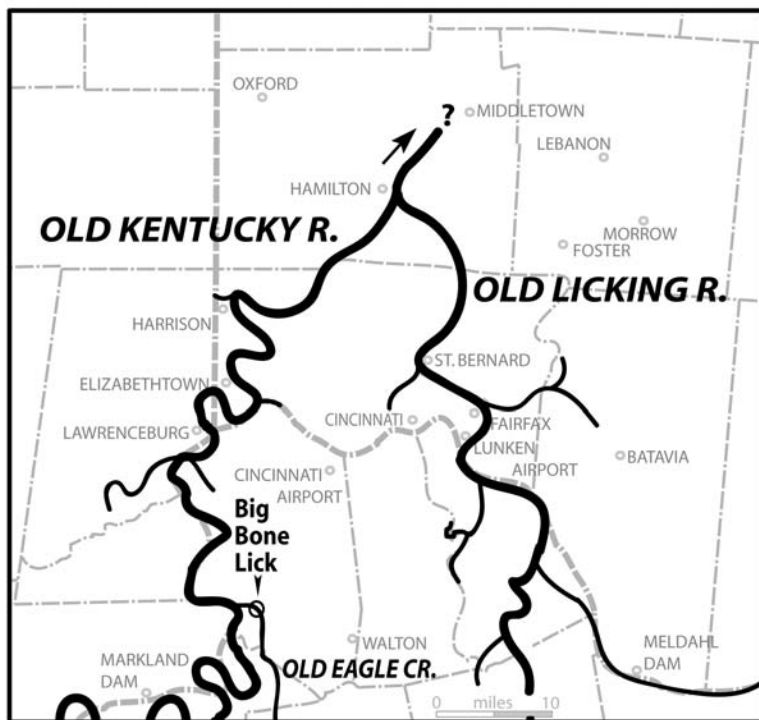 OXFORD
?
MIDDLETOWN
LEBANON
HAMILTON
OLD KENTUCKY R.
MORROW
FOSTER
OLD LICKING R.
HARRISON
ST. BERNARD
ELIZABETHTOWN
CINCINNATI
FAIRFAX
LAWRENCEBURG
LUNKEN
AIRPORT
BATAVIA
CINCINNATI
AIRPORT
Big
Bone
Lick
WALTON
MARKLAND
DAM
OLD EAGLE CR.
MELDAHL
DAM
0 miles 10